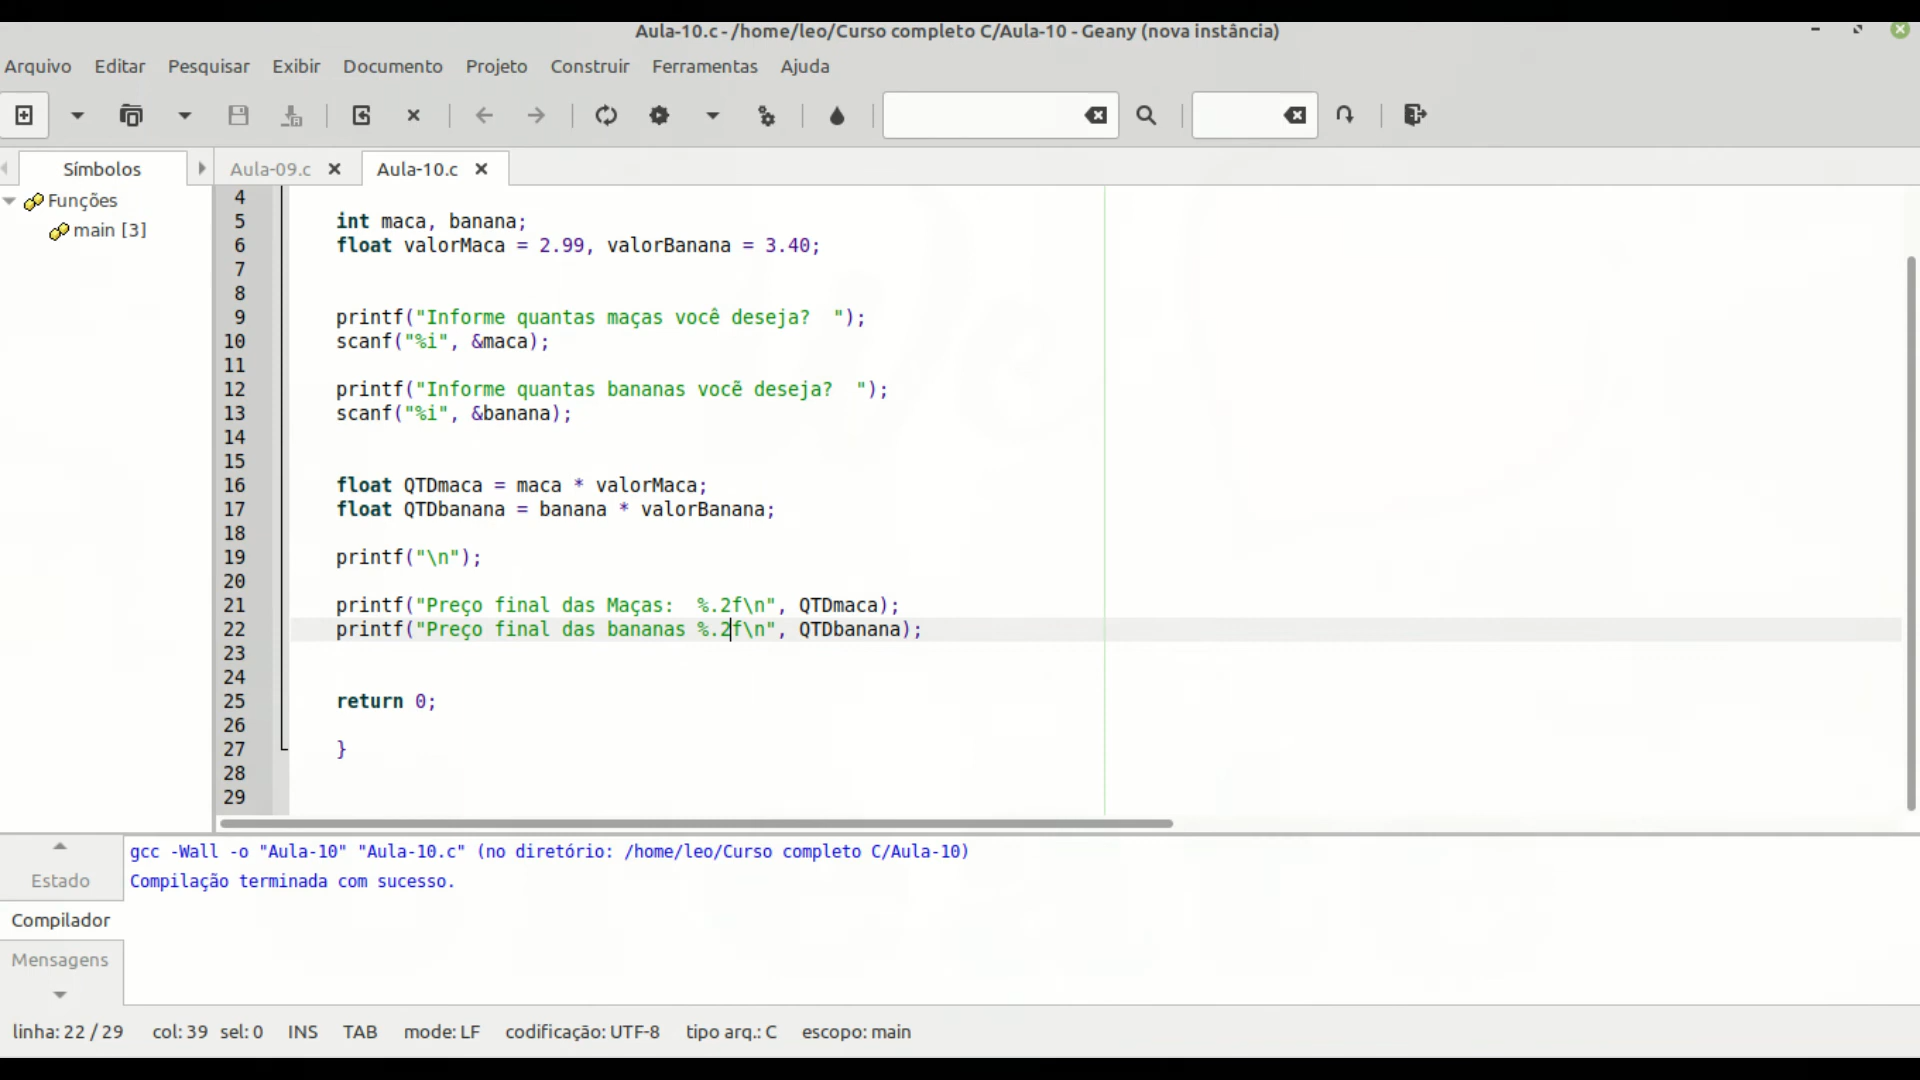 Aula-10.c - /home/leo/Curso completo C/Aula-10 - Geany (nova instância)
Arquivo Editar Pesquisar Exibir Documento Projeto Construir Ferramentas Ajuda
Símbolos Aula-09.c Aula-10.c
Funções
main [3]
4
5 int maca, banana;
6 float valorMaca = 2.99, valorBanana = 3.40;
7
8
9 printf("Informe quantas maças você deseja?  ");
10 scanf("%i", &maca);
11
12 printf("Informe quantas bananas vocẽ deseja?  ");
13 scanf("%i", &banana);
14
15
16 float QTDmaca = maca * valorMaca;
17 float QTDbanana = banana * valorBanana;
18
19 printf("\n");
20
21 printf("Preço final das Maças:  %.2f\n", QTDmaca);
22 printf("Preço final das bananas %.2f\n", QTDbanana);
23
24
25 return 0;
26
27 }
28
29
Estado
Compilador
Mensagens
gcc -Wall -o "Aula-10" "Aula-10.c" (no diretório: /home/leo/Curso completo C/Aula-10)
Compilação terminada com sucesso.
linha: 22 / 29 col: 39 sel: 0 INS TAB mode: LF codificação: UTF-8 tipo arq.: C escopo: main